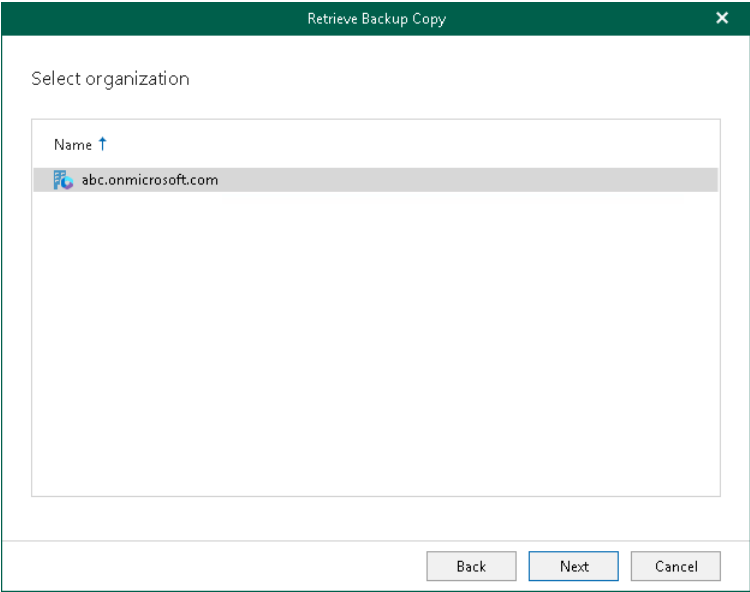 Retrieve Backup Copy
Select organization
Name
abc.onmicrosoft.com
Back Next Cancel